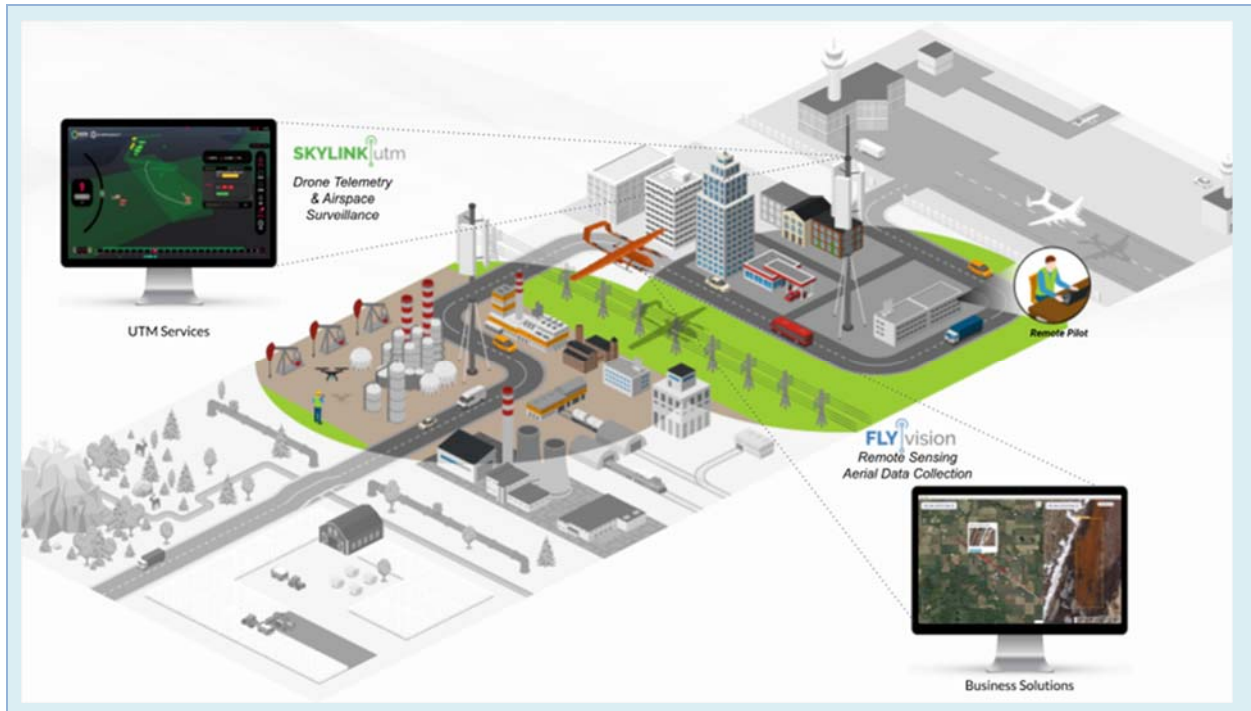 SKYLINK utm
Drone Telemetry
& Airspace
Surveillance
UTM Services
Remote Pilot
FLY vision
Remote Sensing
Aerial Data Collection
Business Solutions